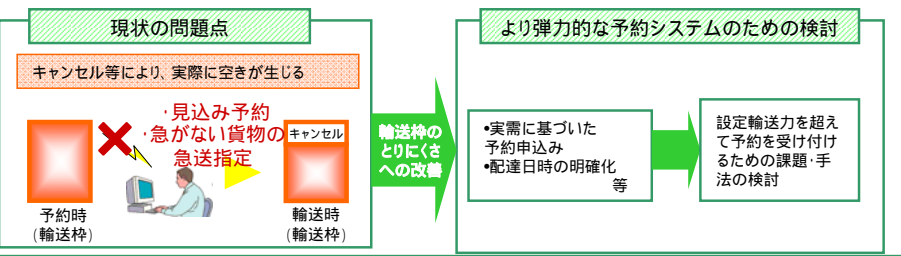 現状の問題点
キャンセル等により、実際に空きが生じる
・見込み予約
・急がない貨物の
急送指定
キャンセル
予約時
(輸送枠)
輸送時
(輸送枠)
輸送枠の
とりにくさ
への改善
より弾力的な予約システムのための検討
•実需に基づいた
予約申込み
•配達日時の明確化
等
設定輸送力を超え
て予約を受け付け
るための課題・手
法の検討